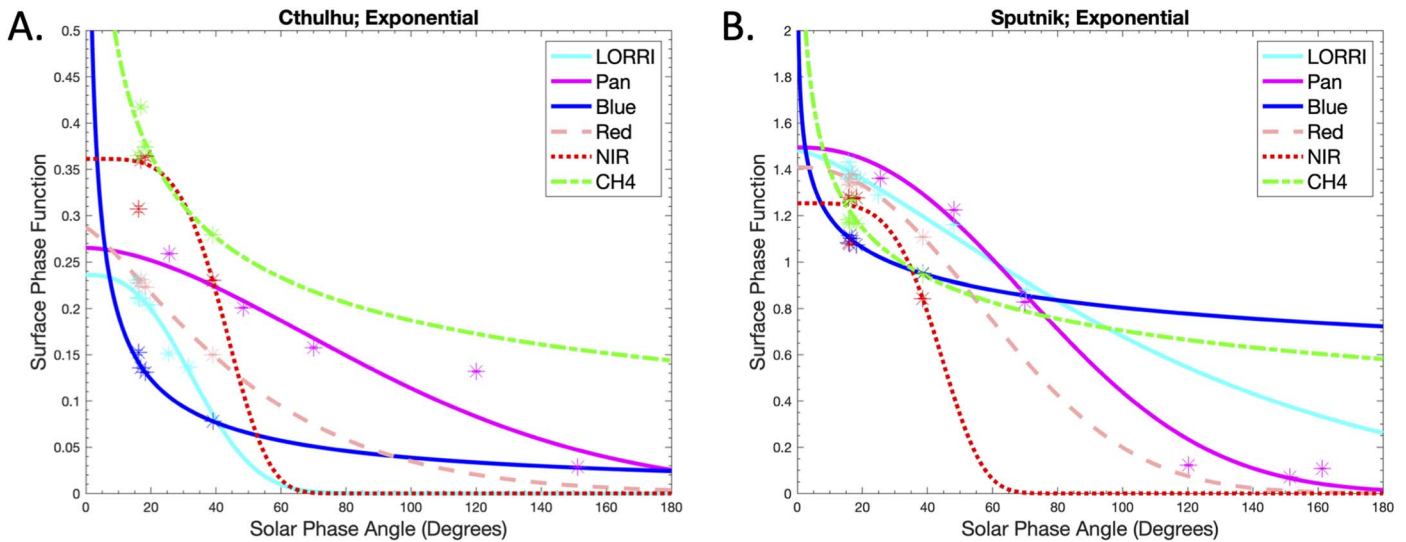 A.
Cthulhu; Exponential
Surface Phase Function
0.5
0.45
0.4
0.35
0.3
0.25
0.2
0.15
0.1
0.05
0
LORRI
Pan
Blue
Red
NIR
CH4
0 20 40 60 80 100 120 140 160 180
Solar Phase Angle (Degrees)
B.
Sputnik; Exponential
Surface Phase Function
2
1.8
1.6
1.4
1.2
1
0.8
0.6
0.4
0.2
0
LORRI
Pan
Blue
Red
NIR
CH4
0 20 40 60 80 100 120 140 160 180
Solar Phase Angle (Degrees)